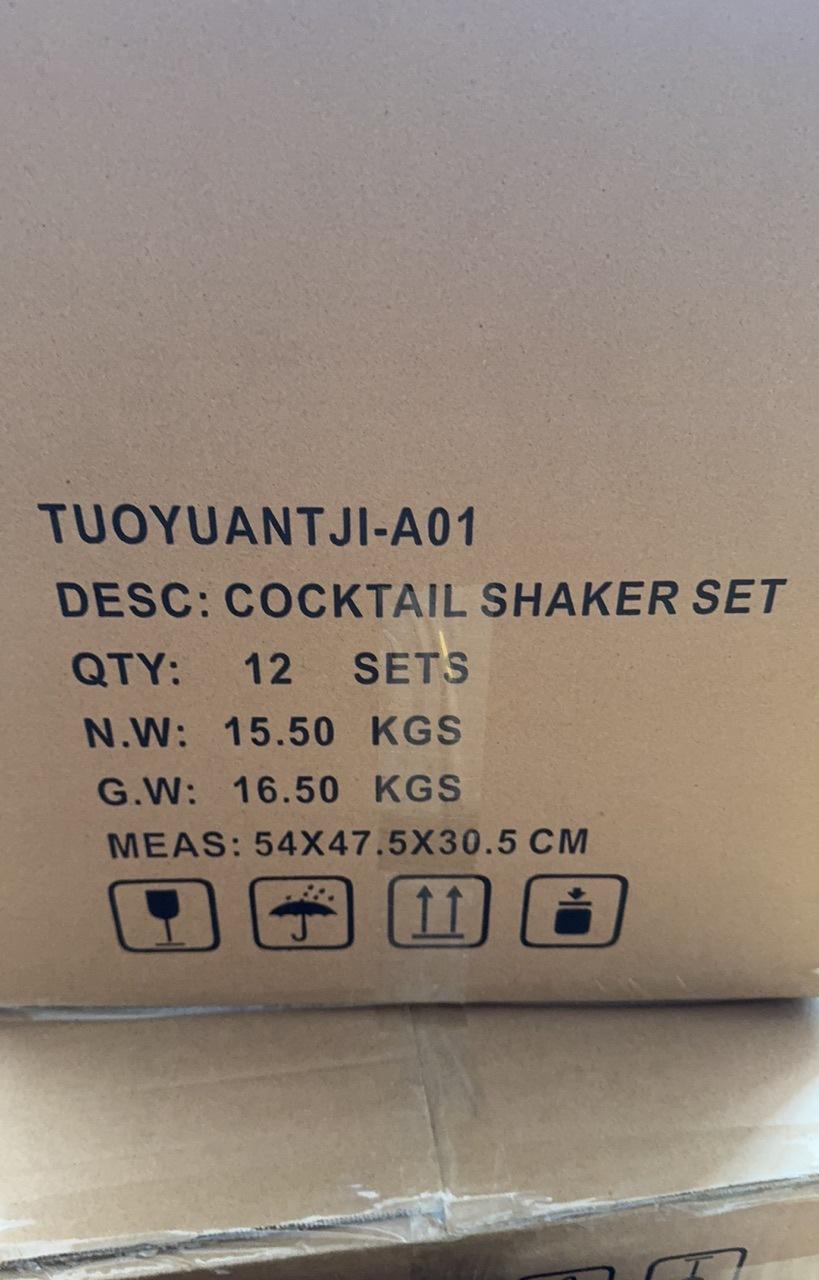 TUOYUANTJI-A01
DESC: COCKTAIL SHAKER SET
QTY: 12 SETS
N.W: 15.50 KGS
G.W: 16.50 KGS
MEAS: 54X47.5X30.5 CM